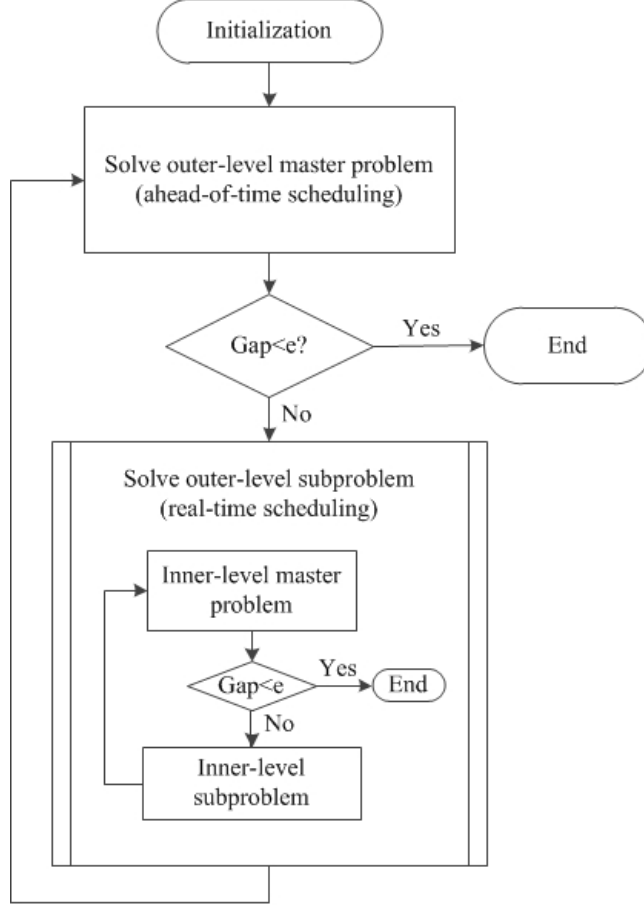 Initialization
Solve outer-level master problem
(ahead-of-time scheduling)
Gap<e?
Yes
End
No
Solve outer-level subproblem
(real-time scheduling)
Inner-level master
problem
Gap<e
Yes
End
No
Inner-level
subproblem